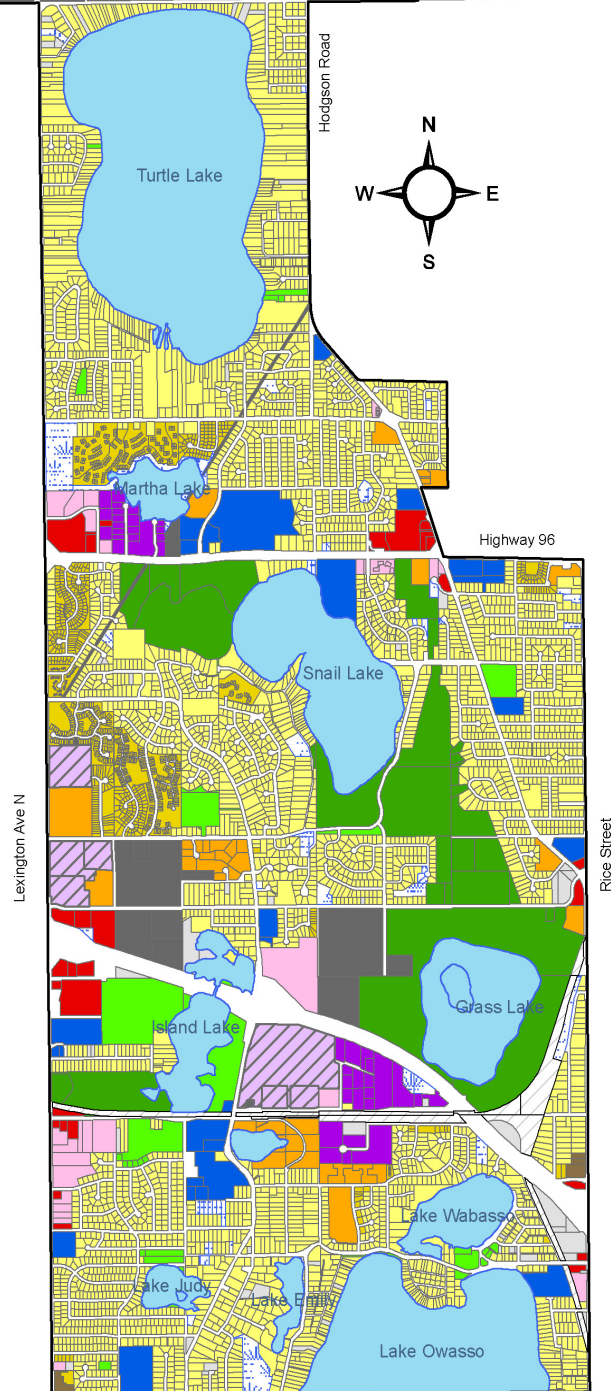 Hodgson Road
N
W
E
S
Turtle Lake
Martha Lake
Highway 96
Snail Lake
Lexington Ave N
Rice Street
Grass Lake
Island Lake
Lake Wabasso
Lake Judy
Lake Emily
Lake Owasso